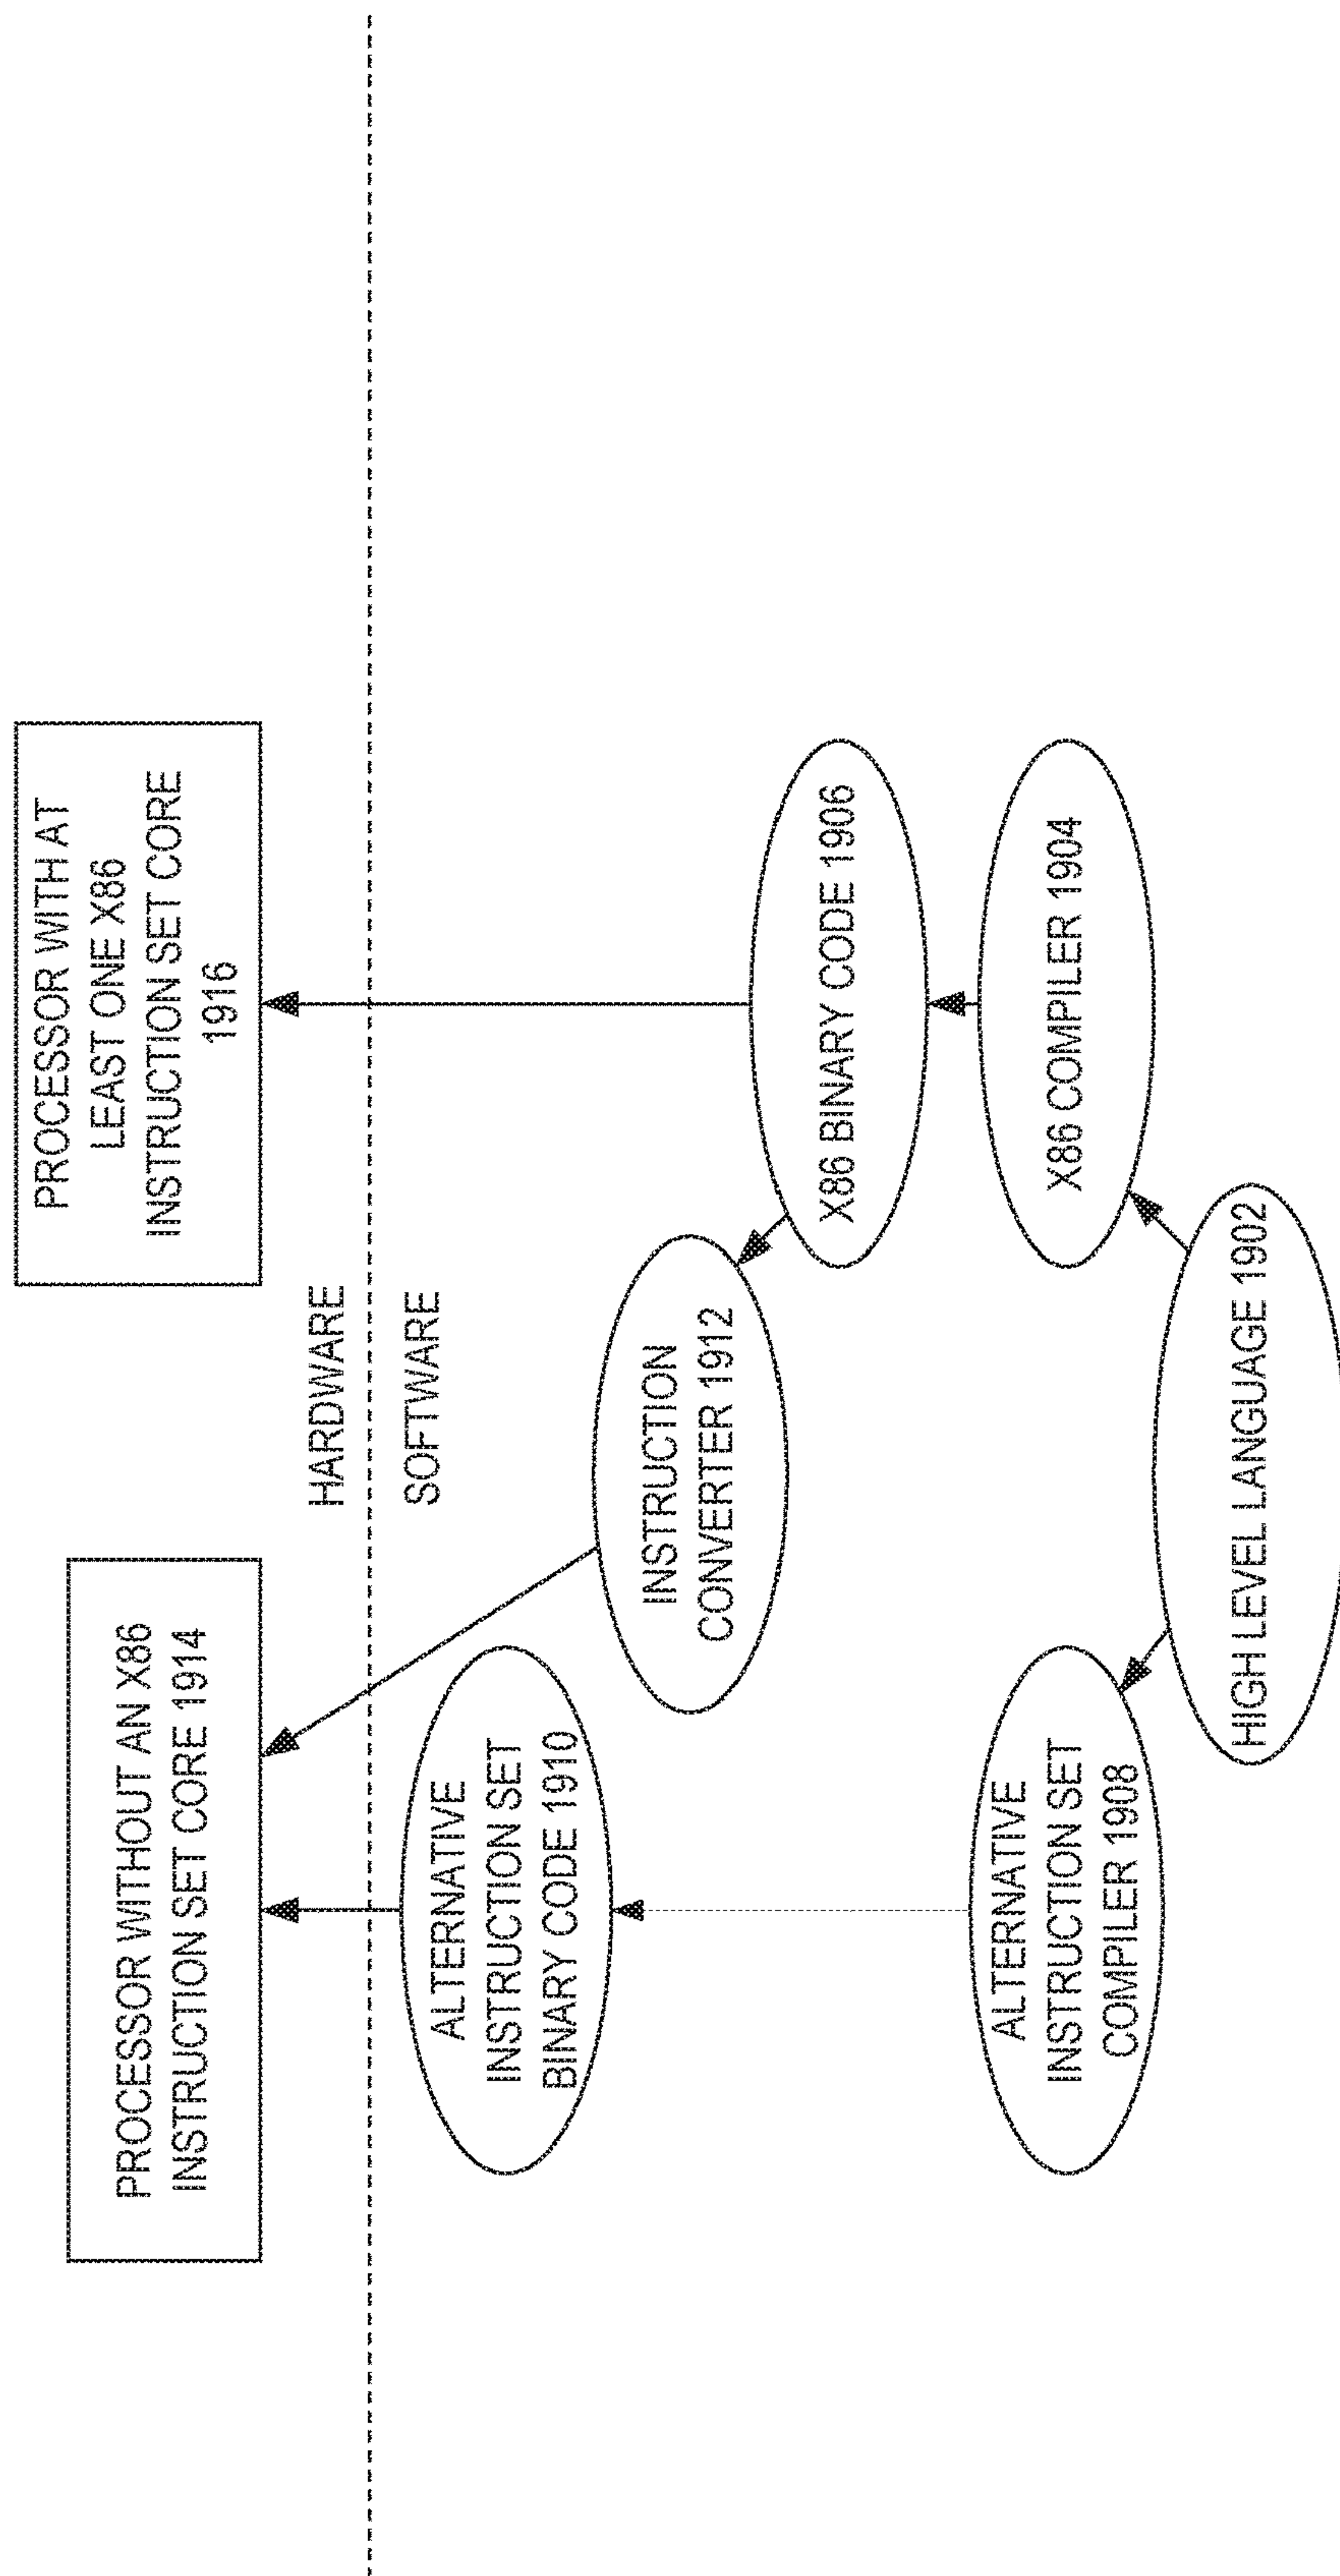 PROCESSOR WITHOUT AN X86
INSTRUCTION SET CORE 1914
PROCESSOR WITH AT
LEAST ONE X86
INSTRUCTION SET CORE
1916
HARDWARE
SOFTWARE
ALTERNATIVE
INSTRUCTION SET
BINARY CODE 1910
INSTRUCTION
CONVERTER 1912
X86 BINARY CODE 1906
ALTERNATIVE
INSTRUCTION SET
COMPILER 1908
X86 COMPILER 1904
HIGH LEVEL LANGUAGE 1902